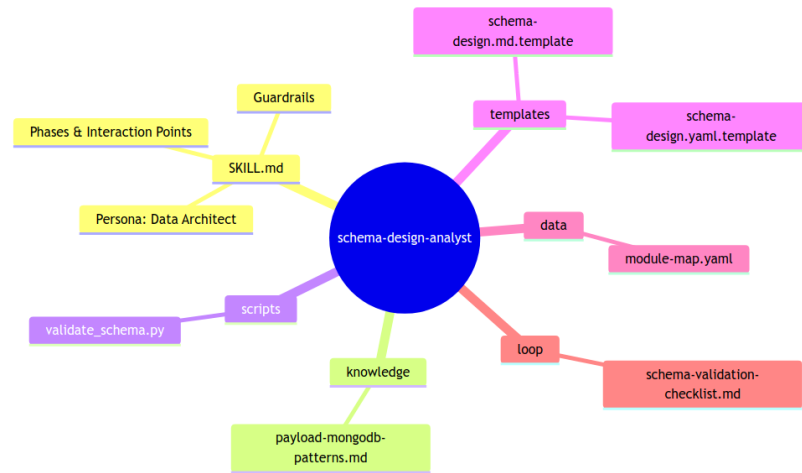 schema-
design.md.template
Guardrails
templates
schema-
design.yaml.template
Phases & Interaction Points
SKILL.md
Persona: Data Architect
schema-design-analyst
data
module-map.yaml
scripts
validate_schema.py
loop
knowledge
schema-validation-
checklist.md
payload-mongodb-
patterns.md